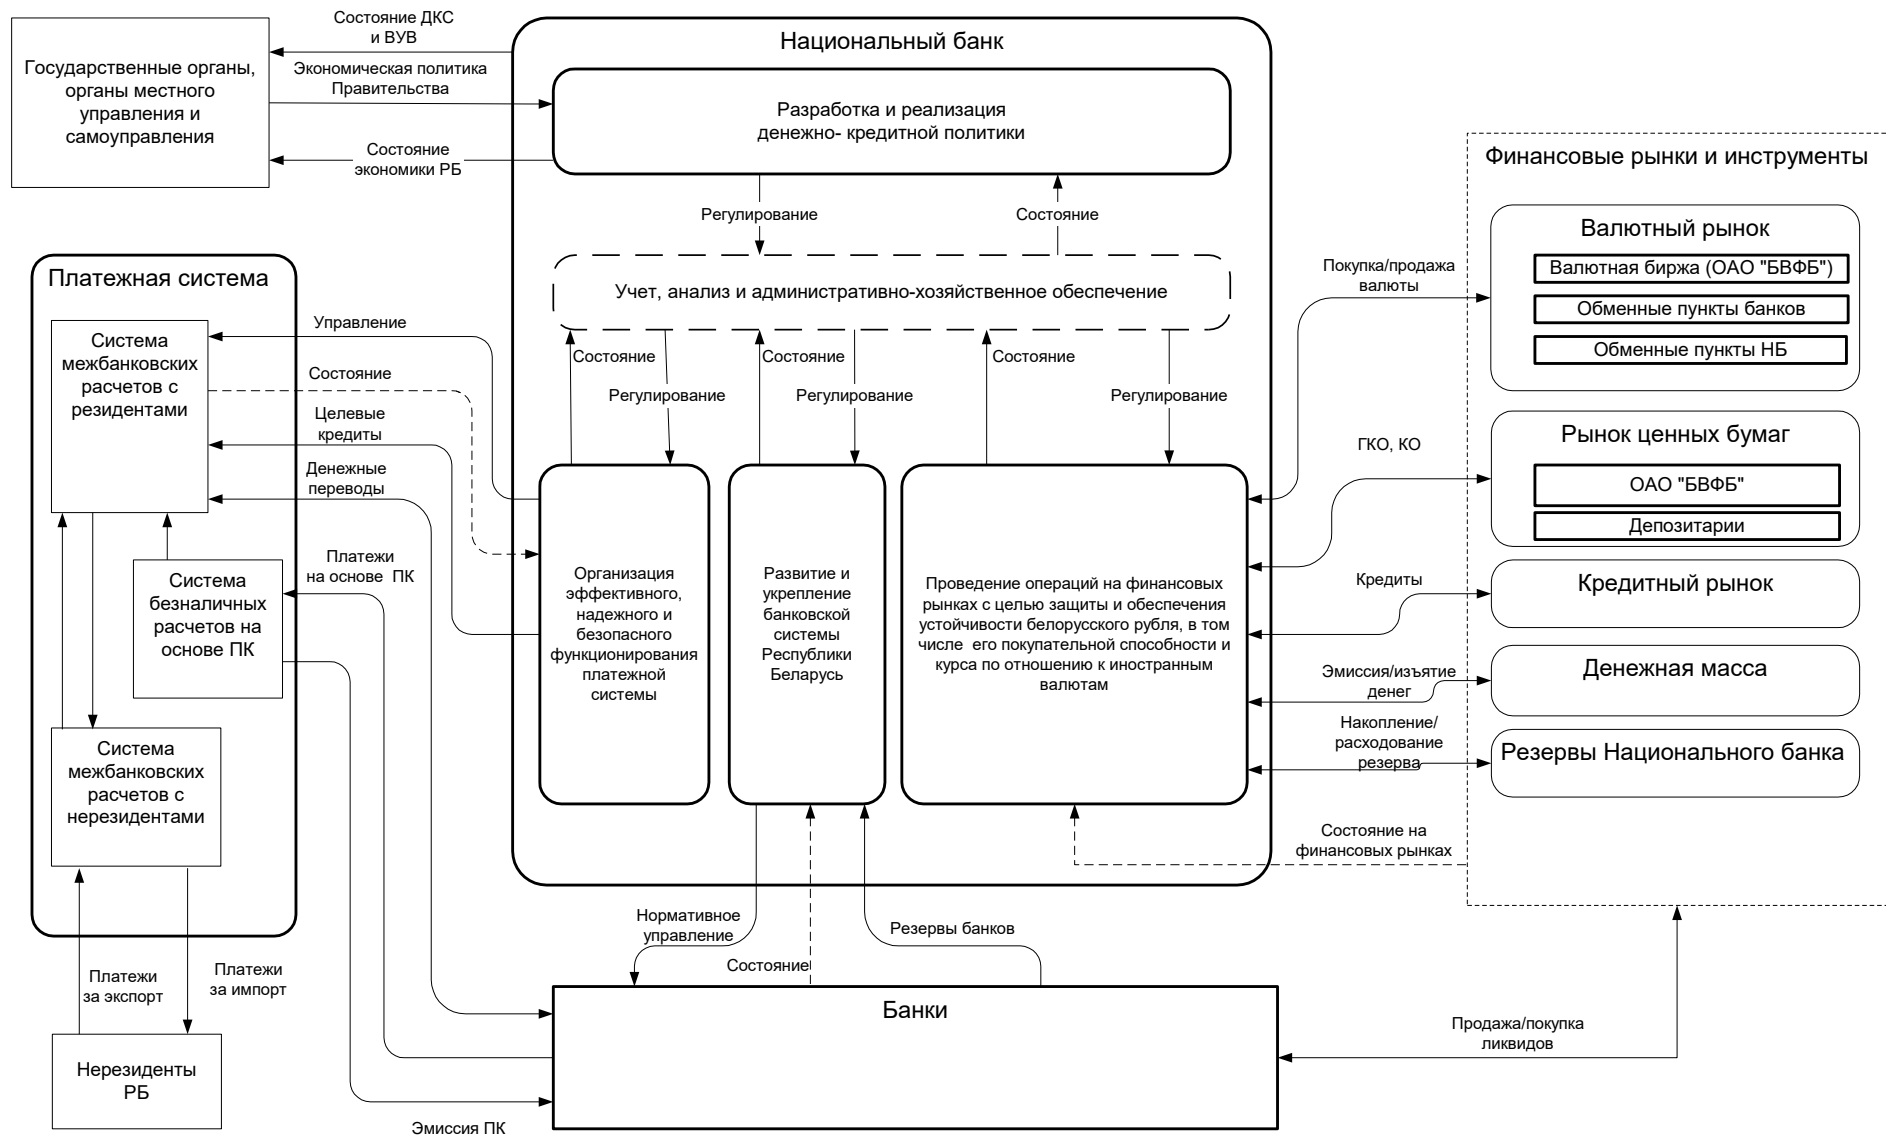 Состояние ДКС
и ВУВ
Государственные органы,
органы местного
управления и
самоуправления
Экономическая политика
Правительства
Состояние
экономики РБ
Национальный банк
Разработка и реализация
денежно- кредитной политики
Регулирование
Состояние
Учет, анализ и административно-хозяйственное обеспечение
Состояние
Регулирование
Состояние
Регулирование
Состояние
Регулирование
Организация
эффективного,
надежного и
безопасного
функционирования
платежной
системы
Развитие и
укрепление
банковской
системы
Республики
Беларусь
Проведение операций на финансовых
рынках с целью защиты и обеспечения
устойчивости белорусского рубля, в том
числе его покупательной способности и
курса по отношению к иностранным
валютам
Платежная система
Система
межбанковских
расчетов с
резидентами
Управление
Состояние
Целевые
кредиты
Денежные
переводы
Платежи
на основе ПК
Система
безналичных
расчетов на
основе ПК
Система
межбанковских
расчетов с
нерезидентами
Платежи
за экспорт
Платежи
за импорт
Нерезиденты
РБ
Эмиссия ПК
Нормативное
управление
Состояние
Резервы банков
Банки
Финансовые рынки и инструменты
Валютный рынок
Валютная биржа (ОАО "БВФБ")
Обменные пункты банков
Обменные пункты НБ
Покупка/продажа
валюты
Рынок ценных бумаг
ОАО "БВФБ"
Депозитарии
ГКО, КО
Кредитный рынок
Кредиты
Денежная масса
Эмиссия/изъятие
денег
Резервы Национального банка
Накопление/
расходование
резерва
Состояние на
финансовых рынках
Продажа/покупка
ликвидов